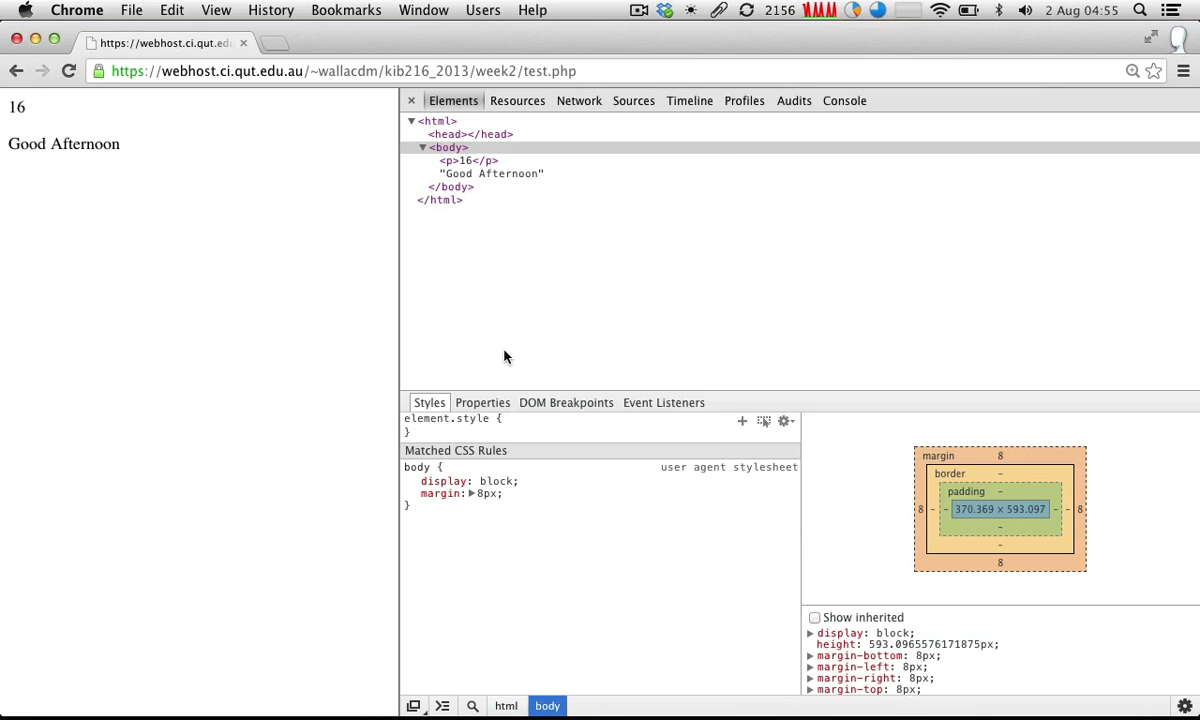 Chrome File Edit View History Bookmarks Window Users Help 2156 2 Aug 04:55
https://webhost.ci.qut.edu
https://webhost.ci.qut.edu.au/~wallacdm/kib216_2013/week2/test.php
16
Good Afternoon
× Elements Resources Network Sources Timeline Profiles Audits Console
▼<html>
<head></head>
▼<body>
<p>16</p>
"Good Afternoon"
</body>
</html>
Styles Properties DOM Breakpoints Event Listeners
element.style {
}
Matched CSS Rules
body { user agent stylesheet
display: block;
margin:▶8px;
}
margin 8
border -
padding -
8 - - 370.369 × 593.097 - - 8
-
-
8
Show inherited
▶display: block;
height: 593.0965576171875px;
▶margin-bottom: 8px;
▶margin-left: 8px;
▶margin-right: 8px;
▶margin-top: 8px;
html body